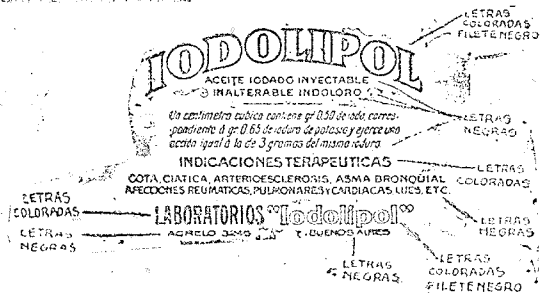 LETRAS
COLORADAS
FILETE NEGRO
IODOLIPOL
ACEITE IODADO INYECTABLE
INALTERABLE INDOLORO
Un centimetro cubico contiene gr 0.50 de iodo, corres-
pondiente á gr 0.65 de ioduro de potasio y ejerce una
acción igual á la de 3 gramos del mismo ioduro.
LETRAS
NEGRAS
INDICACIONES TERAPEUTICAS
LETRAS
COLORADAS
GOTA, CIATICA, ARTERIOESCLEROSIS, ASMA BRONQUIAL
AFECCIONES REUMATICAS, PULMONARES Y CARDIACAS LUES, ETC.
LETRAS
COLORADAS
LABORATORIOS "Iodolipol"
LETRAS
NEGRAS
LETRAS
NEGRAS
AGRELO BUENOS AIRES
LETRAS
NEGRAS
LETRAS
COLORADAS
FILETE NEGRO